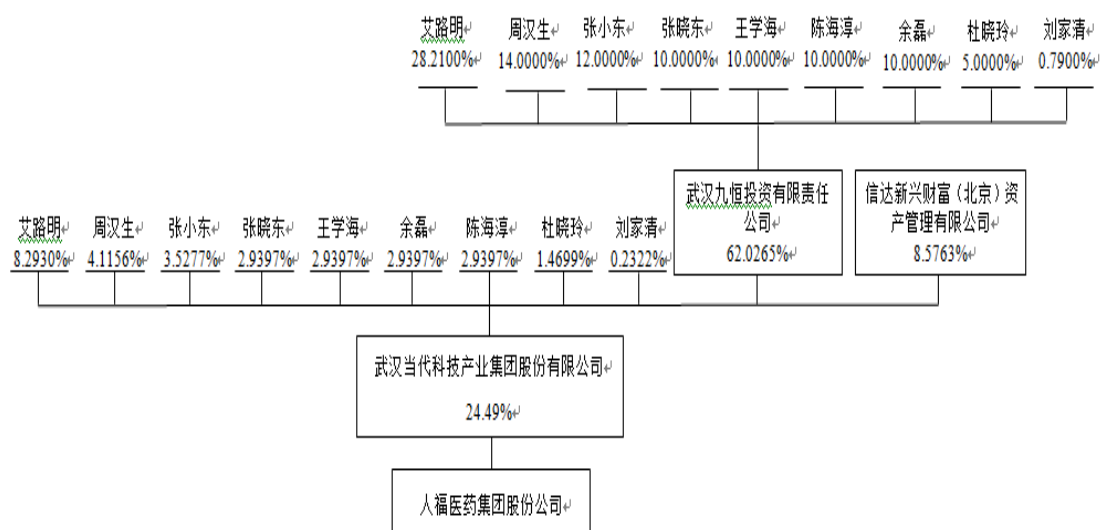 艾路明 周汉生 张小东 张晓东 王学海 陈海淳 余磊 杜晓玲 刘家清
28.2100% 14.0000% 12.0000% 10.0000% 10.0000% 10.0000% 10.0000% 5.0000% 0.7900%
武汉九恒投资有限责任
公司
62.0265%
信达新兴财富（北京）资
产管理有限公司
8.5763%
艾路明 周汉生 张小东 张晓东 王学海 余磊 陈海淳 杜晓玲 刘家清
8.2930% 4.1156% 3.5277% 2.9397% 2.9397% 2.9397% 2.9397% 1.4699% 0.2322%
武汉当代科技产业集团股份有限公司
24.49%
人福医药集团股份公司